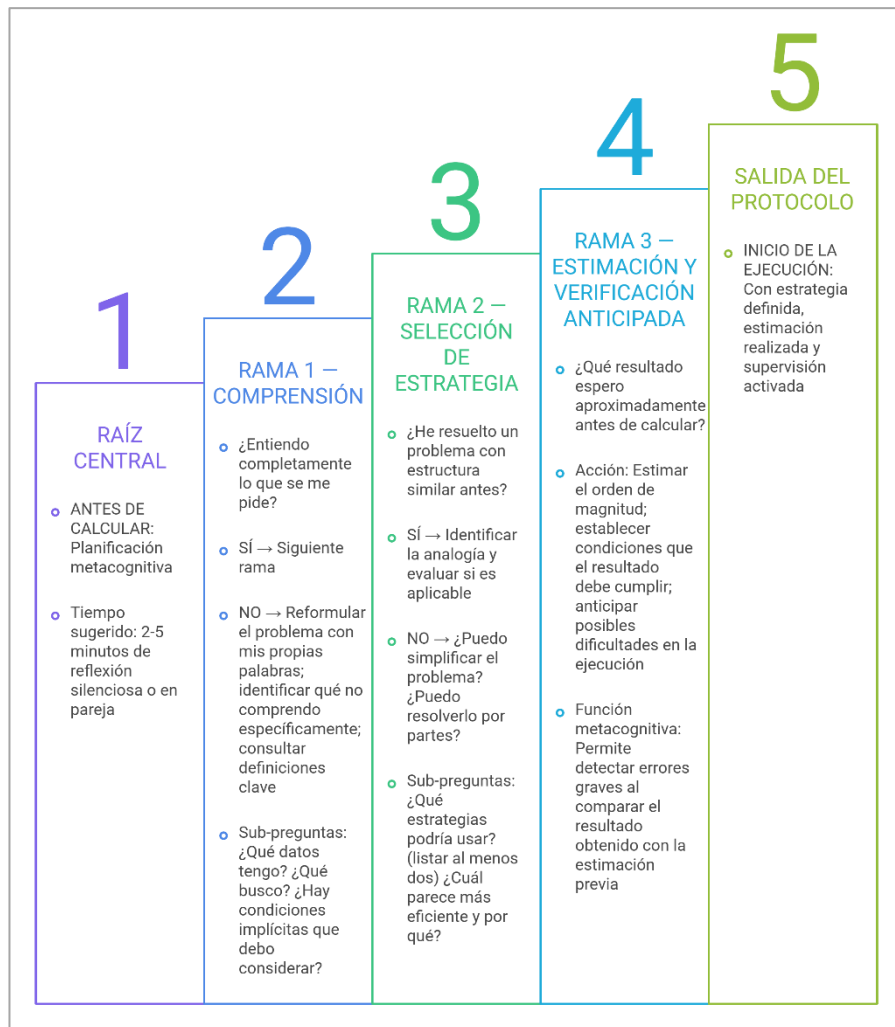 1
RAÍZ
CENTRAL
ANTES DE
CALCULAR:
Planificación
metacognitiva
Tiempo
sugerido: 2-5
minutos de
reflexión
silenciosa o en
pareja
2
RAMA 1 —
COMPRENSIÓN
¿Entiendo
completamente
lo que se me
pide?
SÍ → Siguiente
rama
NO → Reformular
el problema con
mis propias
palabras;
identificar qué no
comprendo
específicamente;
consultar
definiciones
clave
Sub-preguntas:
¿Qué datos
tengo? ¿Qué
busco? ¿Hay
condiciones
implícitas que
debo
considerar?
3
RAMA 2 —
SELECCIÓN
DE
ESTRATEGIA
¿He resuelto un
problema con
estructura
similar antes?
SÍ → Identificar
la analogía y
evaluar si es
aplicable
NO → ¿Puedo
simplificar el
problema?
¿Puedo
resolverlo por
partes?
Sub-preguntas:
¿Qué
estrategias
podría usar?
(listar al menos
dos) ¿Cuál
parece más
eficiente y por
qué?
4
RAMA 3 —
ESTIMACIÓN Y
VERIFICACIÓN
ANTICIPADA
¿Qué resultado
espero
aproximadamente
antes de calcular?
Acción: Estimar
el orden de
magnitud;
establecer
condiciones que
el resultado
debe cumplir;
anticipar
posibles
dificultades en la
ejecución
Función
metacognitiva:
Permite
detectar errores
graves al
comparar el
resultado
obtenido con la
estimación
previa
5
SALIDA DEL
PROTOCOLO
INICIO DE LA
EJECUCIÓN:
Con estrategia
definida,
estimación
realizada y
supervisión
activada